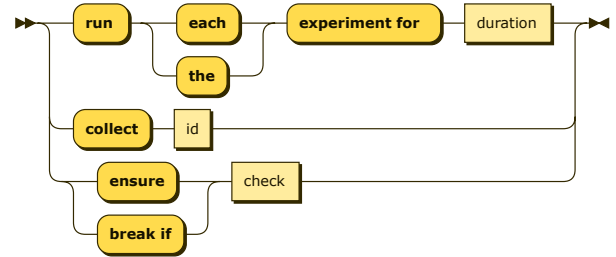 run each experiment for duration
the
collect id
ensure check
break if